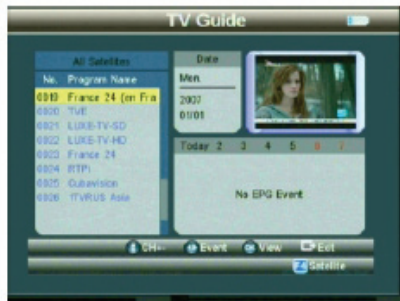 TV Guide
All Satellites
No. Program Name
0019 France 24 (en Fra
0020 TVE
0021 LUXE-TV-SD
0022 LUXE-TV-HD
0023 France 24
0024 RTPi
0025 Cubavision
0026 1TVRUS Asia
Date
Mon.
2007
01/01
Today 2 3 4 5 6 7
No EPG Event
CH+- Event View Exit
Satellite